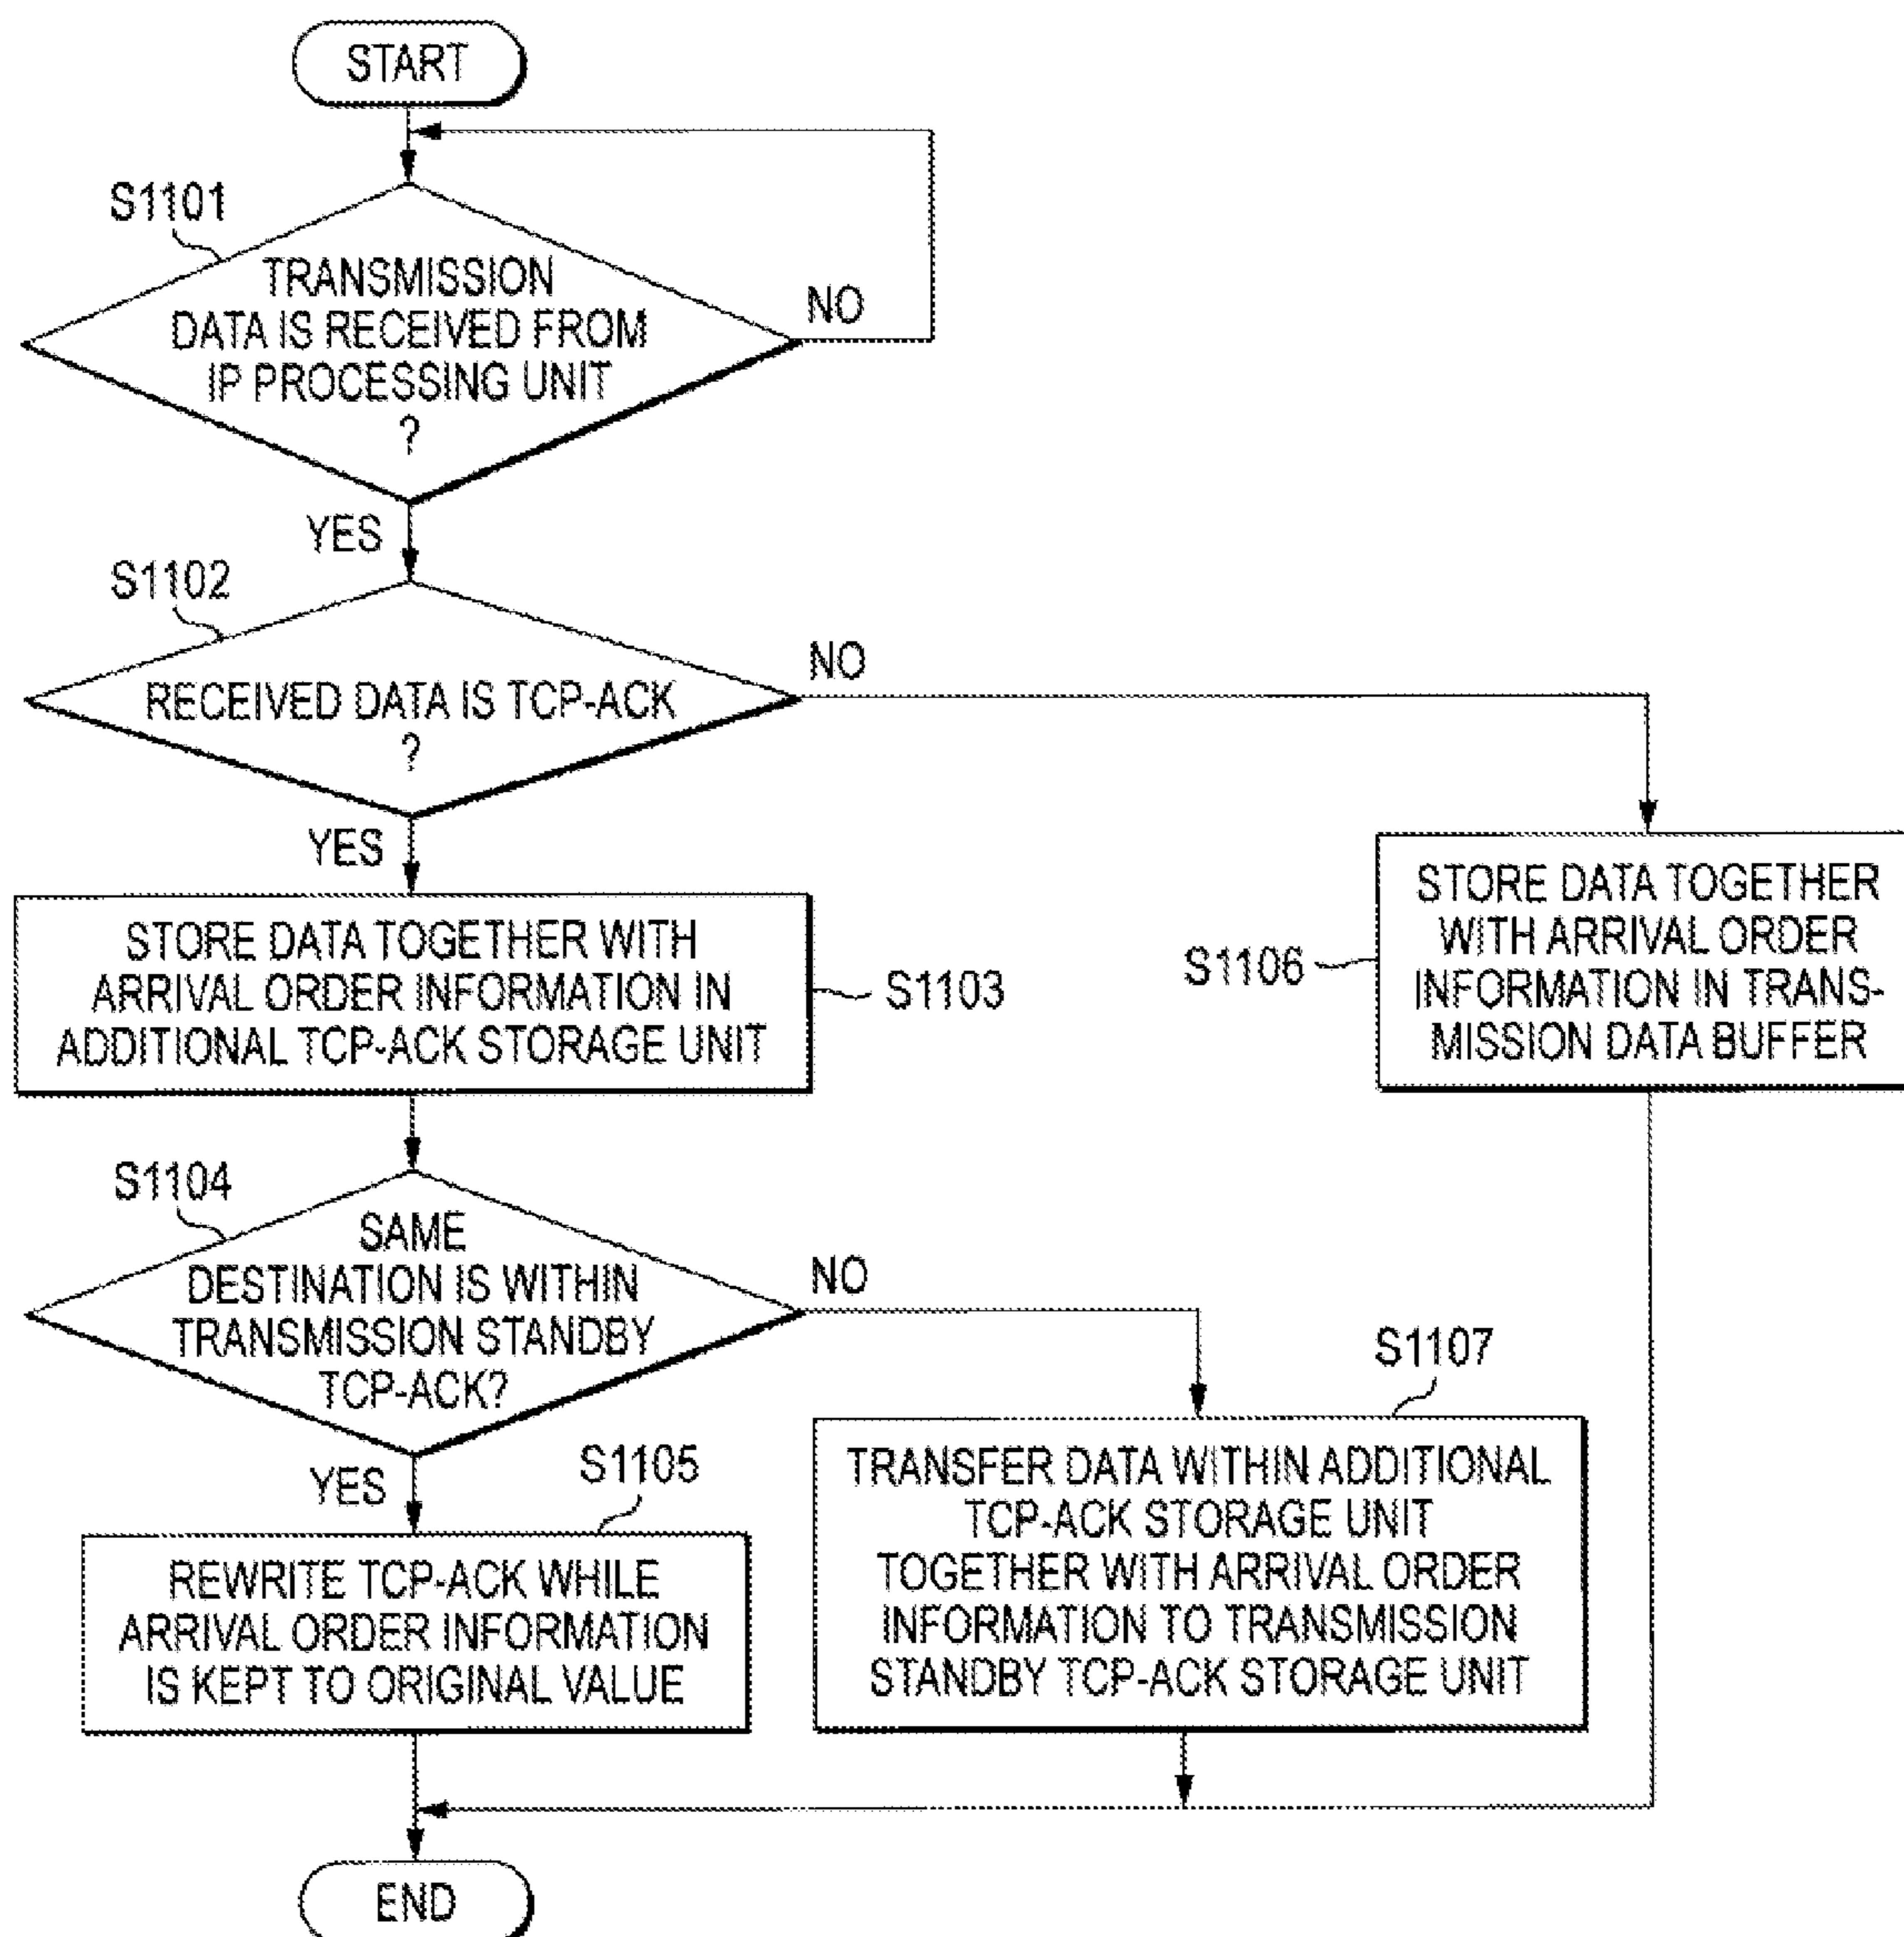 START
S1101
TRANSMISSION
DATA IS RECEIVED FROM
IP PROCESSING UNIT
?
NO
YES
S1102
RECEIVED DATA IS TCP-ACK
?
NO
YES
STORE DATA TOGETHER WITH
ARRIVAL ORDER INFORMATION IN
ADDITIONAL TCP-ACK STORAGE UNIT
S1103
S1106
STORE DATA TOGETHER
WITH ARRIVAL ORDER
INFORMATION IN TRANS-
MISSION DATA BUFFER
S1104
SAME
DESTINATION IS WITHIN
TRANSMISSION STANDBY
TCP-ACK?
NO
YES
S1105
REWRITE TCP-ACK WHILE
ARRIVAL ORDER INFORMATION
IS KEPT TO ORIGINAL VALUE
S1107
TRANSFER DATA WITHIN ADDITIONAL
TCP-ACK STORAGE UNIT
TOGETHER WITH ARRIVAL ORDER
INFORMATION TO TRANSMISSION
STANDBY TCP-ACK STORAGE UNIT
END